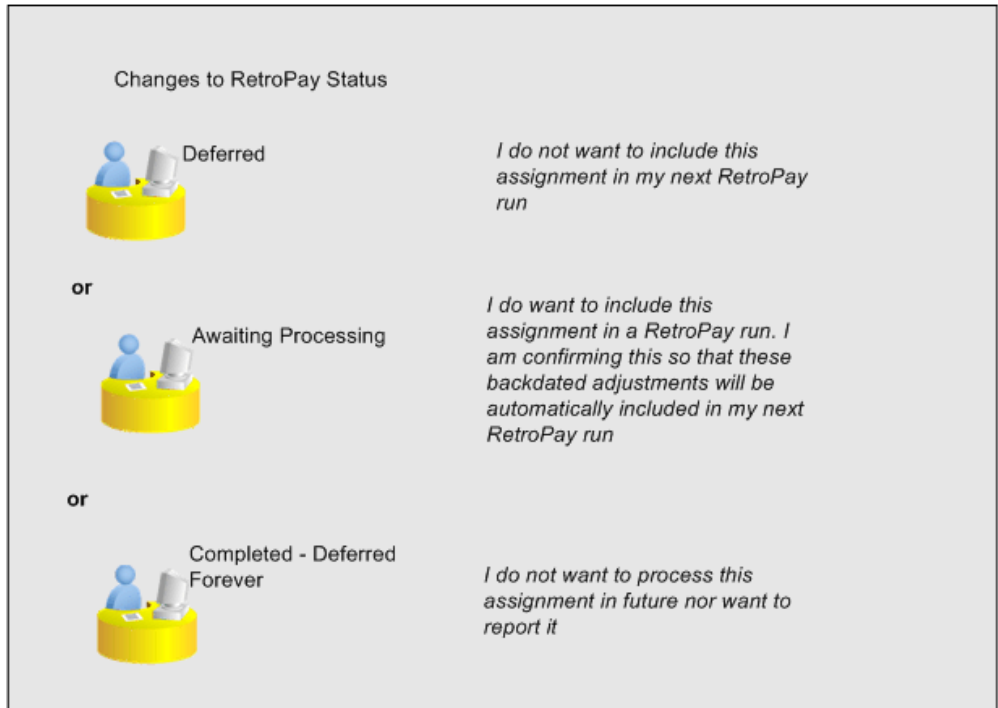 Changes to RetroPay Status
Deferred
I do not want to include this
assignment in my next RetroPay
run
or
Awaiting Processing
I do want to include this
assignment in a RetroPay run. I
am confirming this so that these
backdated adjustments will be
automatically included in my next
RetroPay run
or
Completed - Deferred
Forever
I do not want to process this
assignment in future nor want to
report it